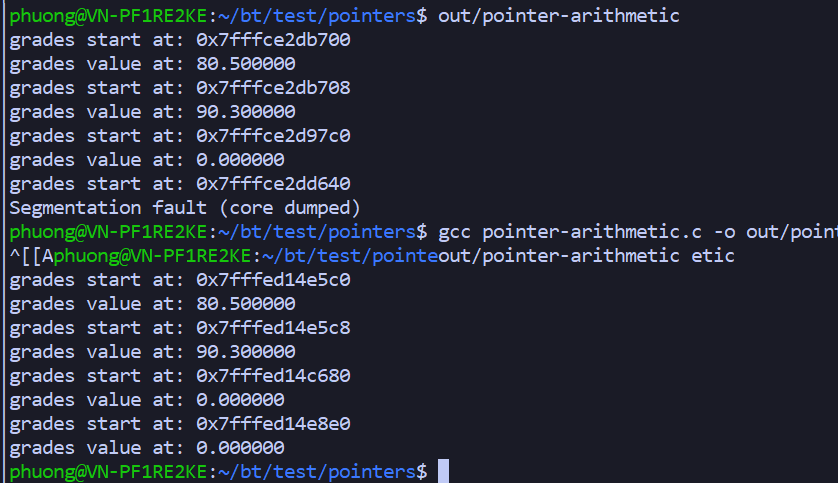 phuong@VN-PF1RE2KE:~/bt/test/pointers$ out/pointer-arithmetic
grades start at: 0x7fffce2db700
grades value at: 80.500000
grades start at: 0x7fffce2db708
grades value at: 90.300000
grades start at: 0x7fffce2d97c0
grades value at: 0.000000
grades start at: 0x7fffce2dd640
Segmentation fault (core dumped)
phuong@VN-PF1RE2KE:~/bt/test/pointers$ gcc pointer-arithmetic.c -o out/point
^[[Aphuong@VN-PF1RE2KE:~/bt/test/pointeout/pointer-arithmetic etic
grades start at: 0x7fffed14e5c0
grades value at: 80.500000
grades start at: 0x7fffed14e5c8
grades value at: 90.300000
grades start at: 0x7fffed14c680
grades value at: 0.000000
grades start at: 0x7fffed14e8e0
grades value at: 0.000000
phuong@VN-PF1RE2KE:~/bt/test/pointers$